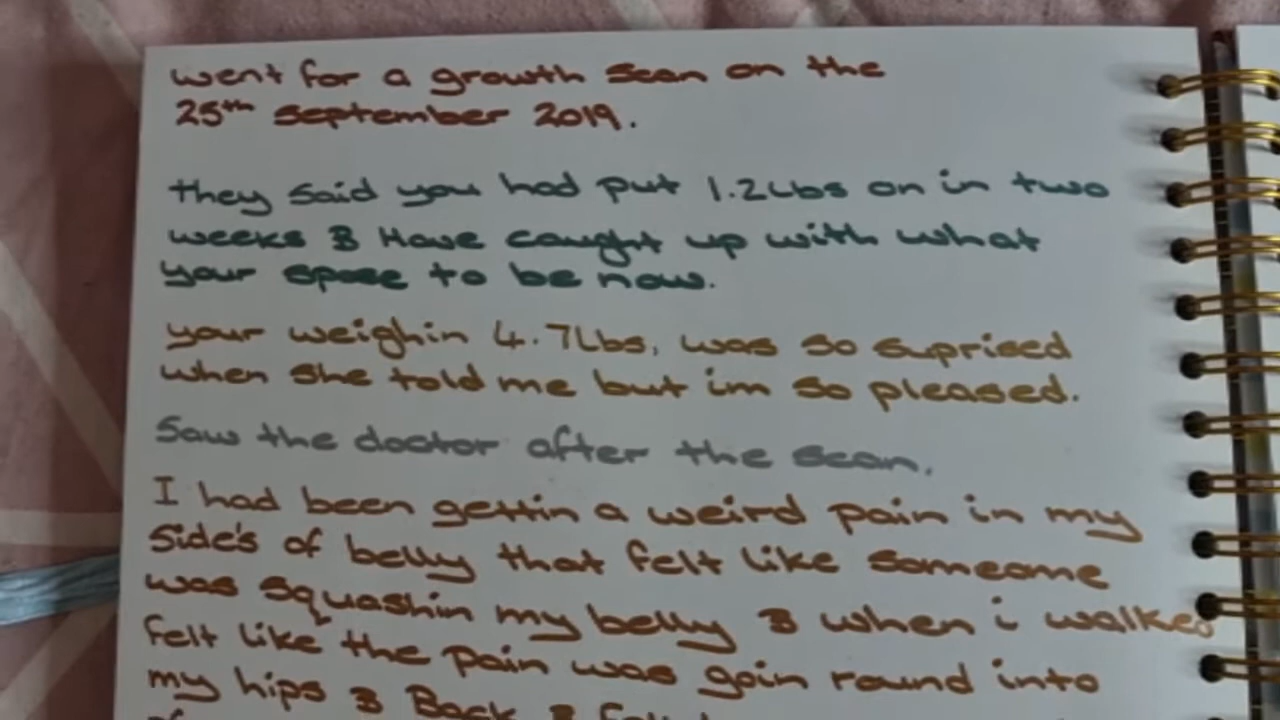 went for a growth scan on the
25th September 2019.
they said you had put 1.2Lbs on in two
weeks & Have caught up with what
your spose to be now.
your weighin 4.7Lbs, was so suprised
when she told me but im so pleased.
Saw the doctor after the scan.
I had been gettin a weird pain in my
side's of belly that felt like someome
was squashin my belly & when i walked
felt like the pain was goin round into
my hips & Back &